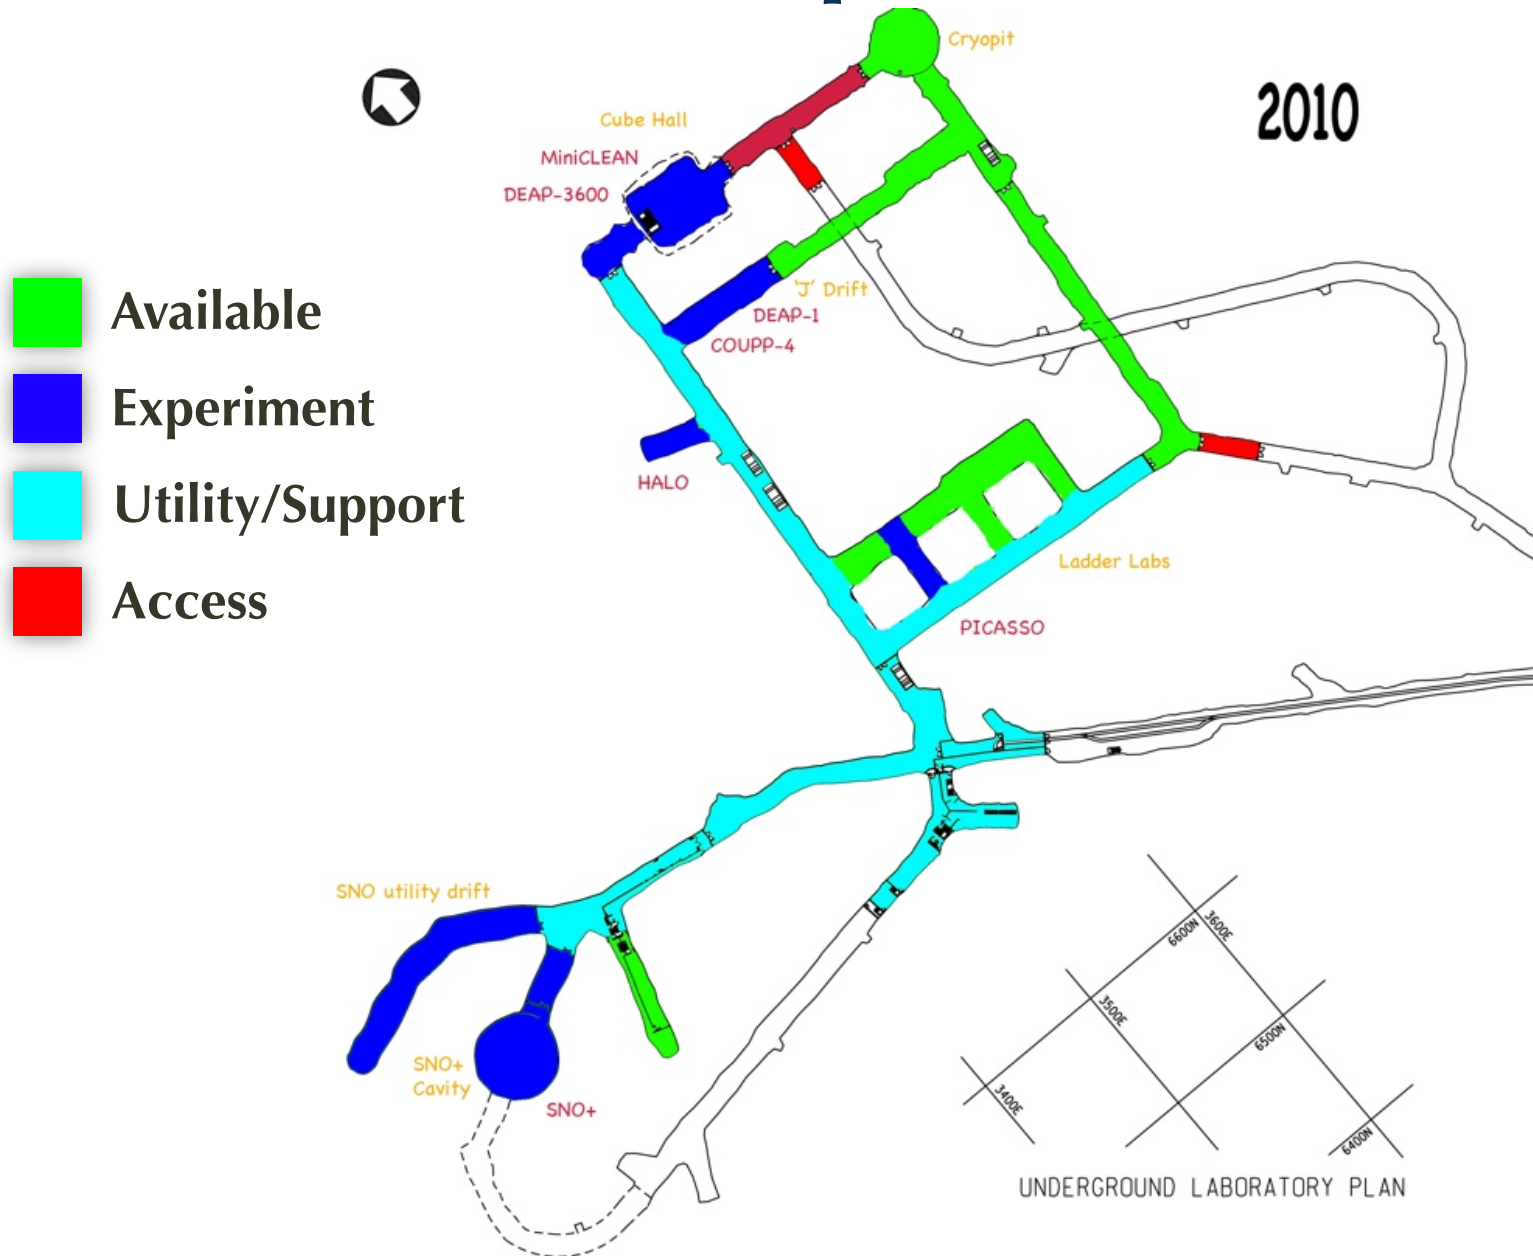 Cryopit
2010
Cube Hall
MiniCLEAN
DEAP-3600
'J' Drift
DEAP-1
COUPP-4
Available
Experiment
Utility/Support
Access
HALO
Ladder Labs
PICASSO
SNO utility drift
SNO+
Cavity
SNO+
6600N
3600E
3500E
6500N
3400E
6400N
UNDERGROUND LABORATORY PLAN